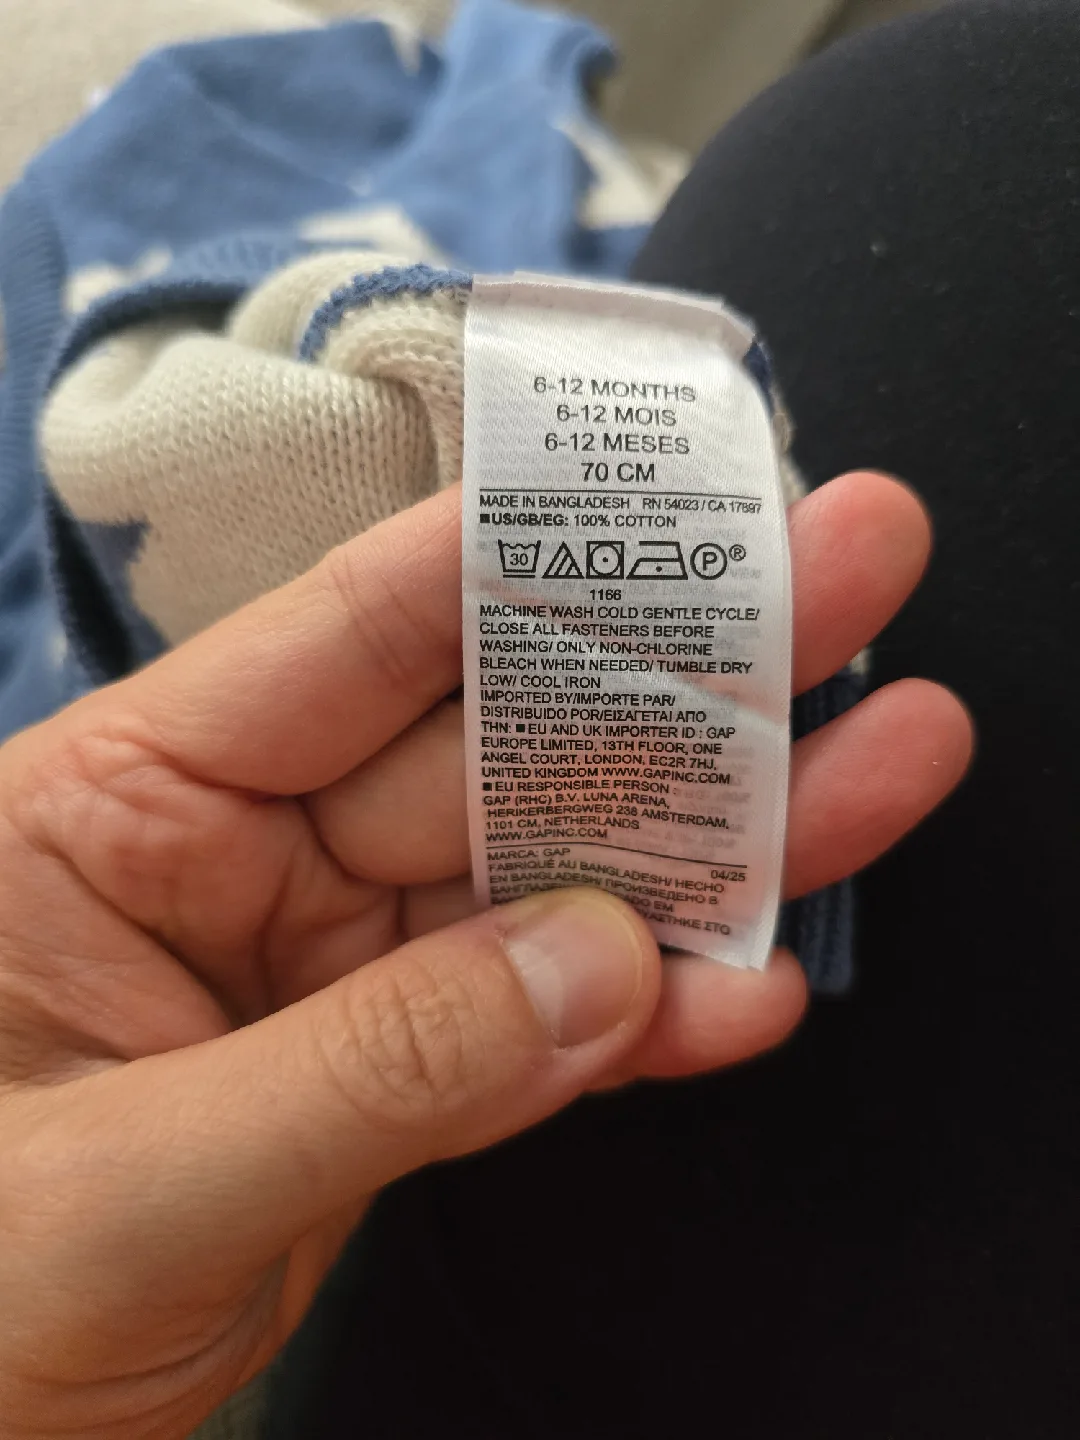 6-12 MONTHS
6-12 MOIS
6-12 MESES
70 CM
MADE IN BANGLADESH RN 54023 / CA 17897
■US/GB/EG: 100% COTTON
30 P ®
1166
MACHINE WASH COLD GENTLE CYCLE/
CLOSE ALL FASTENERS BEFORE
WASHING/ ONLY NON-CHLORINE
BLEACH WHEN NEEDED/ TUMBLE DRY
LOW/ COOL IRON
IMPORTED BY/IMPORTE PAR/
DISTRIBUIDO POR/ΕΙΣΑΓΕΤΑΙ ΑΠΟ
ΤΗΝ: ■EU AND UK IMPORTER ID : GAP
EUROPE LIMITED, 13TH FLOOR, ONE
ANGEL COURT, LONDON, EC2R 7HJ,
UNITED KINGDOM WWW.GAPINC.COM
■EU RESPONSIBLE PERSON :
GAP (RHC) B.V. LUNA ARENA,
HERIKERBERGWEG 238 AMSTERDAM,
1101 CM, NETHERLANDS
WWW.GAPINC.COM
MARCA: GAP 04/25
FABRIQUÉ AU BANGLADESH/ HECHO
EN BANGLADESH/ ПРОИЗВЕДЕНО В
EM
ΣΤΟ